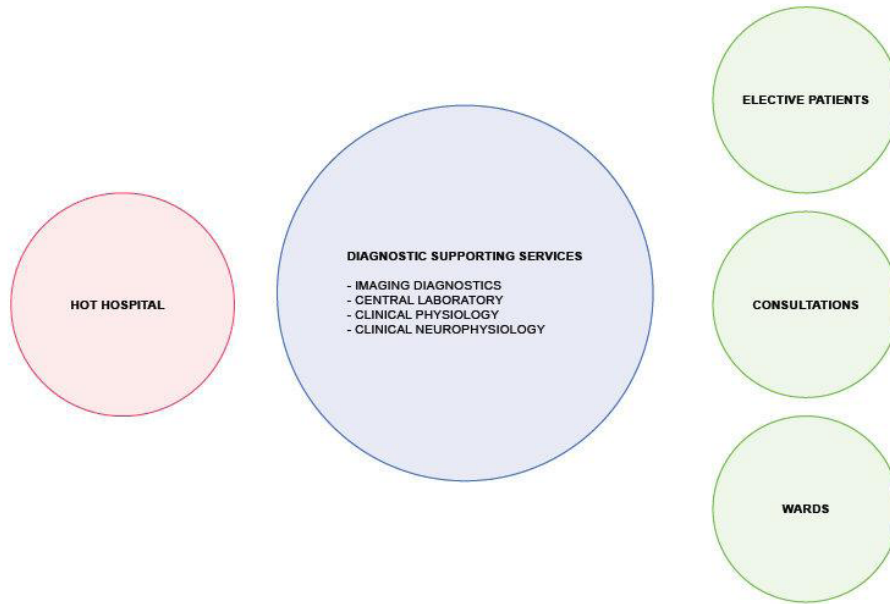 HOT HOSPITAL
DIAGNOSTIC SUPPORTING SERVICES
- IMAGING DIAGNOSTICS
- CENTRAL LABORATORY
- CLINICAL PHYSIOLOGY
- CLINICAL NEUROPHYSIOLOGY
ELECTIVE PATIENTS
CONSULTATIONS
WARDS